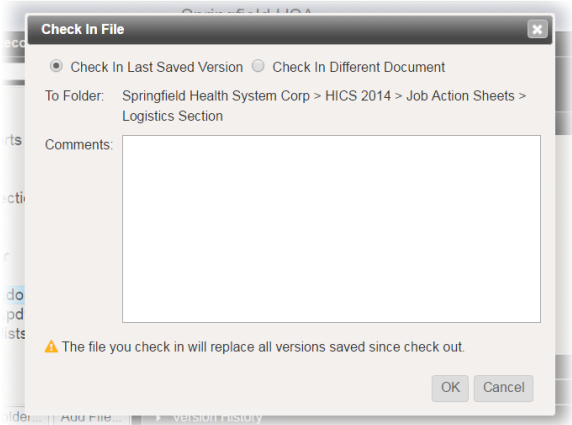 Check In File
Check In Last Saved Version Check In Different Document
To Folder: Springfield Health System Corp > HICS 2014 > Job Action Sheets >
Logistics Section
Comments:
The file you check in will replace all versions saved since check out.
OK Cancel
Add File...
Version History